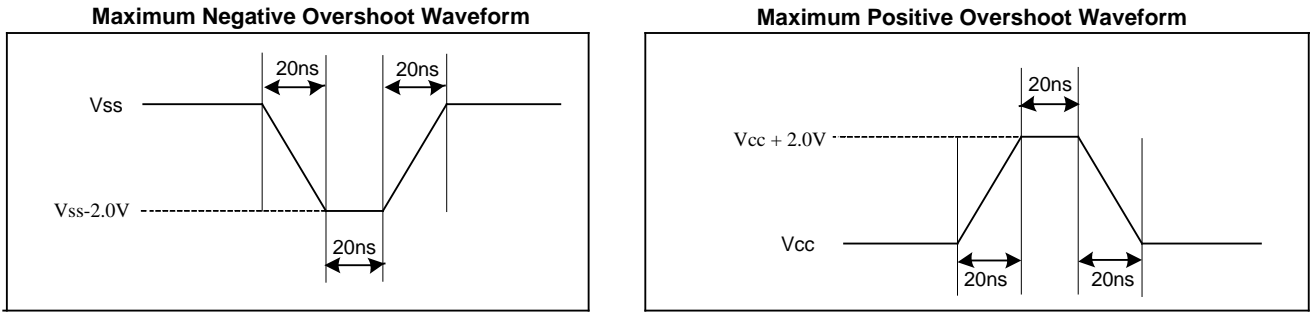 Maximum Negative Overshoot Waveform
20ns
20ns
Vss
Vss-2.0V
20ns
Maximum Positive Overshoot Waveform
20ns
Vcc + 2.0V
Vcc
20ns
20ns